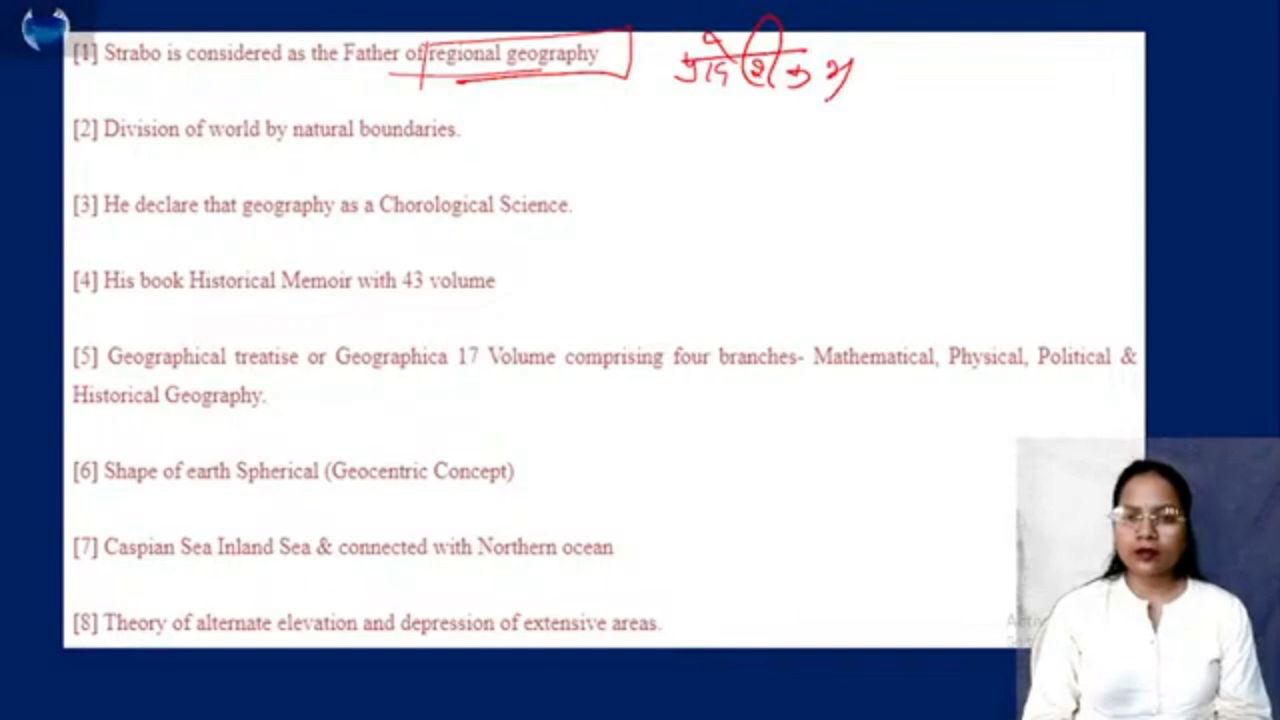 [1] Strabo is considered as the Father of regional geography
[2] Division of world by natural boundaries.
[3] He declare that geography as a Chorological Science.
[4] His book Historical Memoir with 43 volume
[5] Geographical treatise or Geographica 17 Volume comprising four branches- Mathematical, Physical, Political &
Historical Geography.
[6] Shape of earth Spherical (Geocentric Concept)
[7] Caspian Sea Inland Sea & connected with Northern ocean
[8] Theory of alternate elevation and depression of extensive areas.